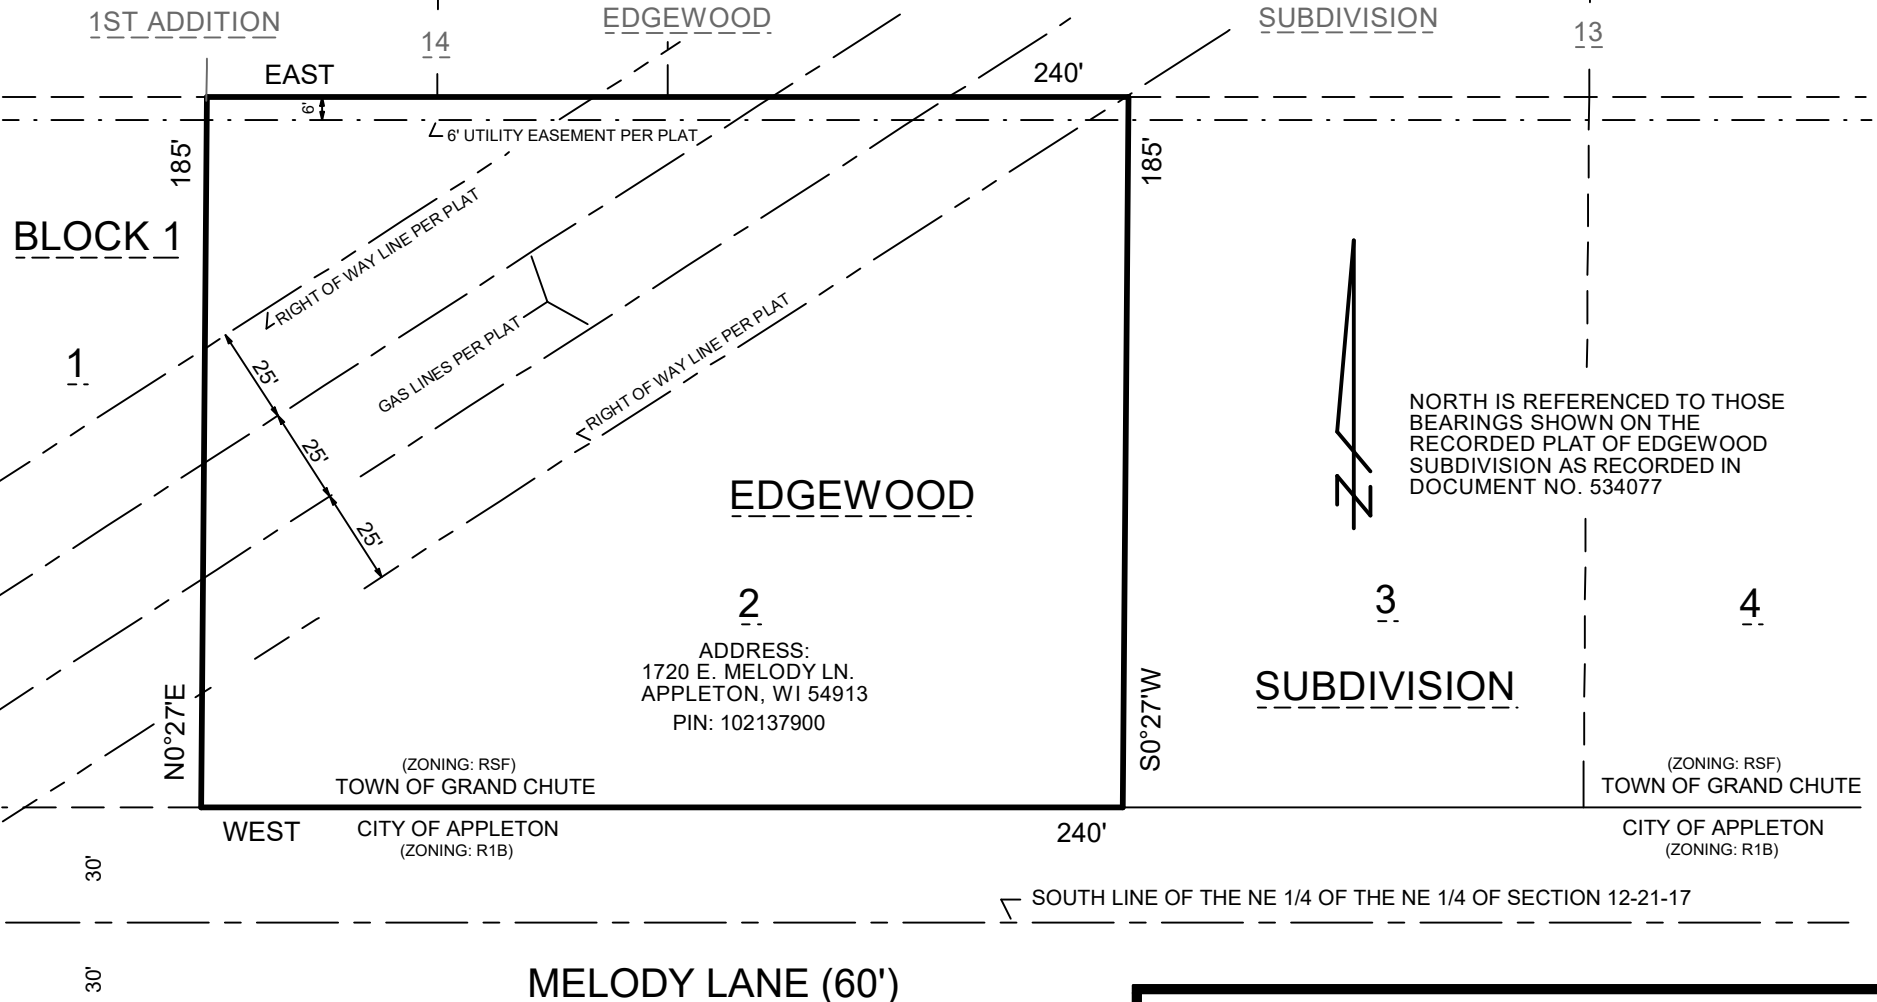 1ST ADDITION
EDGEWOOD
SUBDIVISION
14
13
EAST
240'
6'
6' UTILITY EASEMENT PER PLAT
185'
185'
BLOCK 1
RIGHT OF WAY LINE PER PLAT
GAS LINES PER PLAT
RIGHT OF WAY LINE PER PLAT
1
25'
25'
25'
NORTH IS REFERENCED TO THOSE
BEARINGS SHOWN ON THE
RECORDED PLAT OF EDGEWOOD
SUBDIVISION AS RECORDED IN
DOCUMENT NO. 534077
N
EDGEWOOD
2
3
4
ADDRESS:
1720 E. MELODY LN.
APPLETON, WI 54913
PIN: 102137900
SUBDIVISION
N0°27'E
S0°27'W
(ZONING: RSF)
TOWN OF GRAND CHUTE
(ZONING: RSF)
TOWN OF GRAND CHUTE
WEST
CITY OF APPLETON
(ZONING: R1B)
240'
CITY OF APPLETON
(ZONING: R1B)
30'
SOUTH LINE OF THE NE 1/4 OF THE NE 1/4 OF SECTION 12-21-17
30'
MELODY LANE (60')